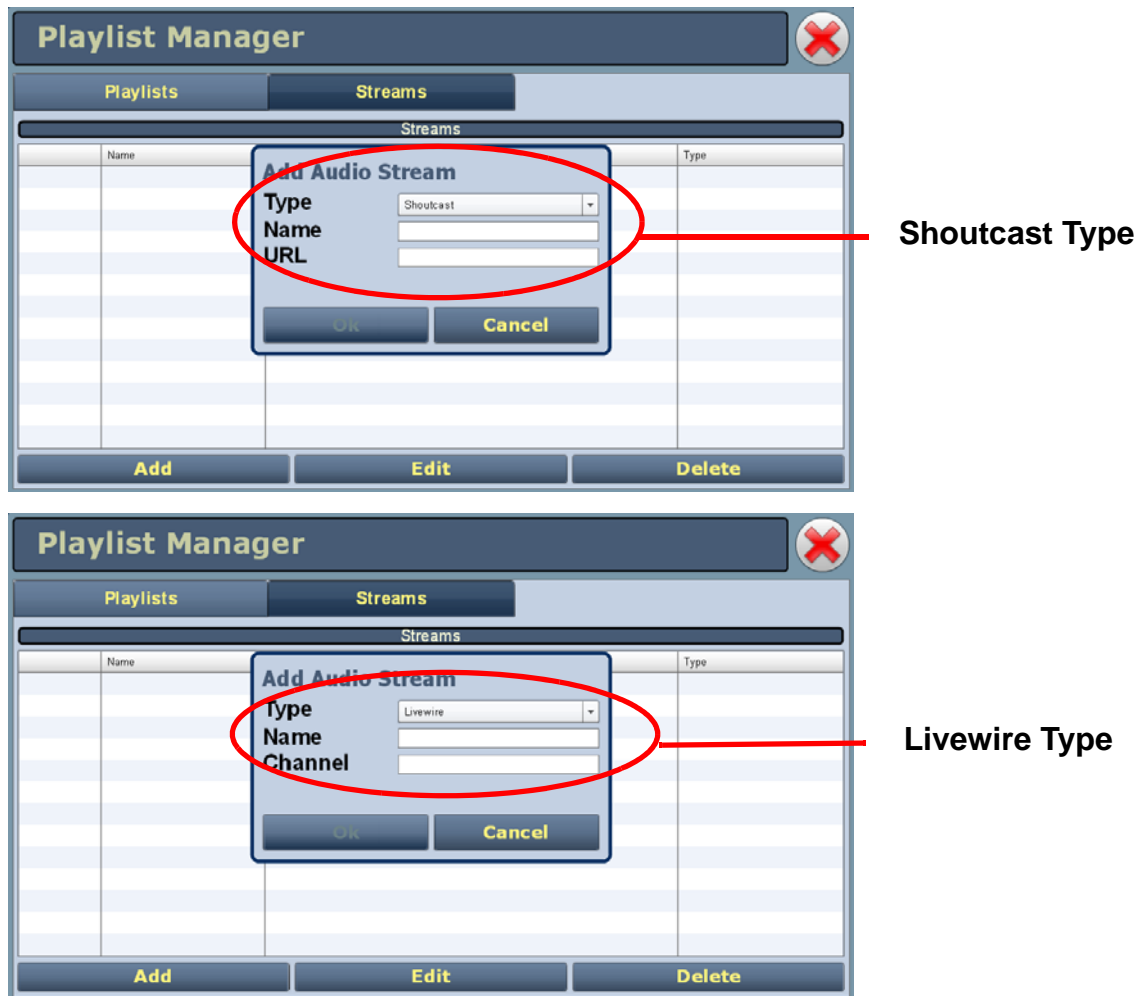 Playlist Manager
Playlists Streams
Streams
Name Type
Add Audio Stream
Type Shoutcast
Name
URL
Ok Cancel
Add Edit Delete
Shoutcast Type
Playlist Manager
Playlists Streams
Streams
Name Type
Add Audio Stream
Type Livewire
Name
Channel
Ok Cancel
Add Edit Delete
Livewire Type